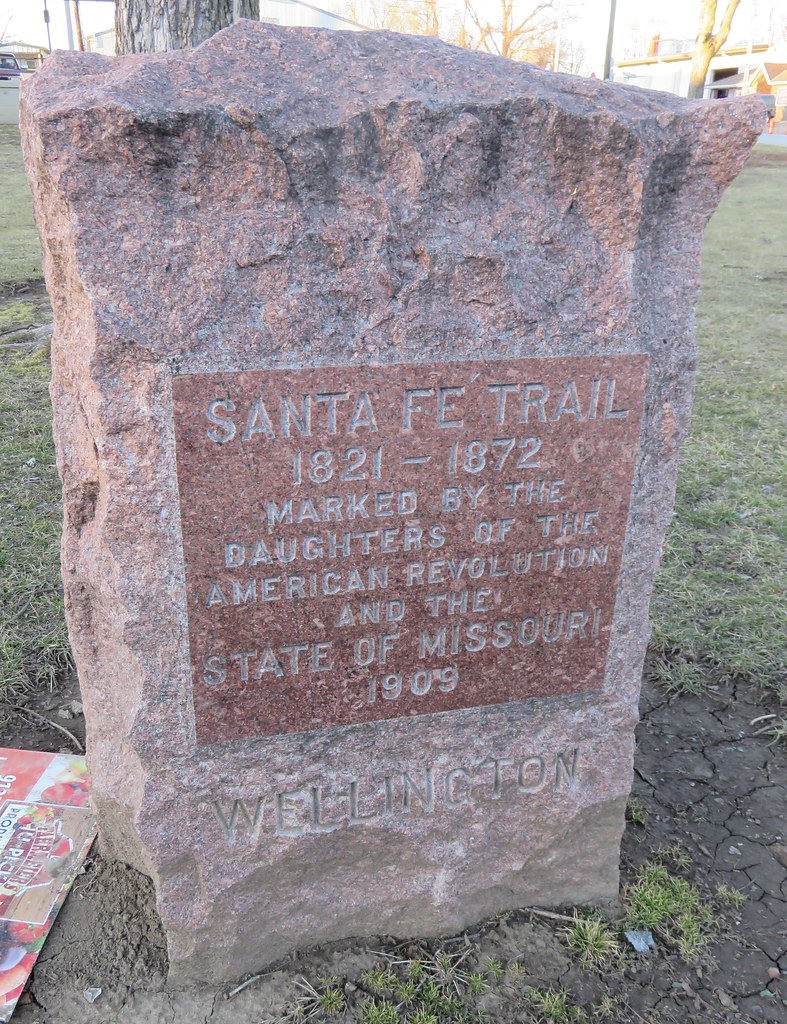 SANTA FE TRAIL
1821 – 1872
MARKED BY THE
DAUGHTERS OF THE
AMERICAN REVOLUTION
AND THE
STATE OF MISSOURI
1909
WELLINGTON